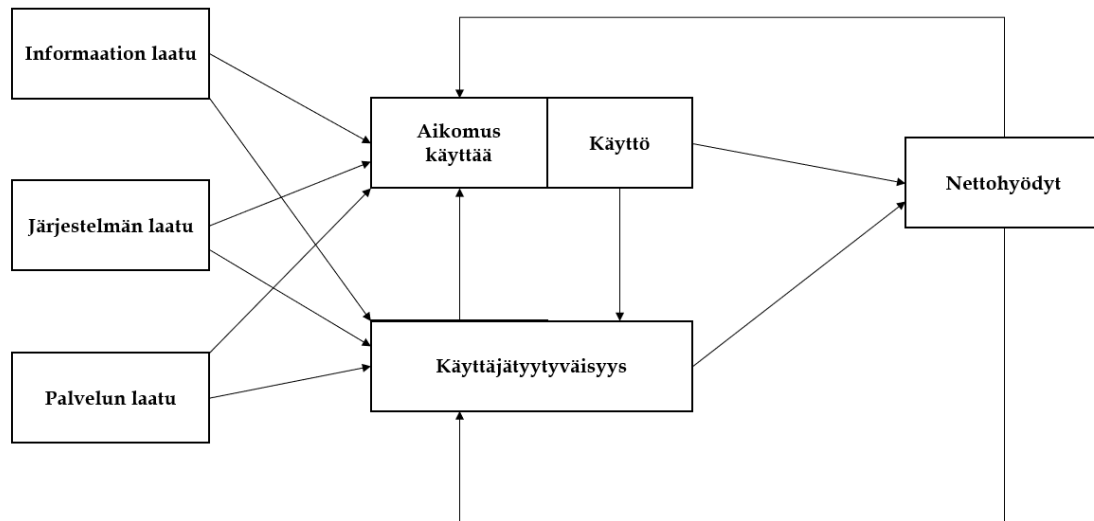 Informaation laatu
Aikomus
käyttää
Käyttö
Nettohyödyt
Järjestelmän laatu
Käyttäjätyytyväisyys
Palvelun laatu